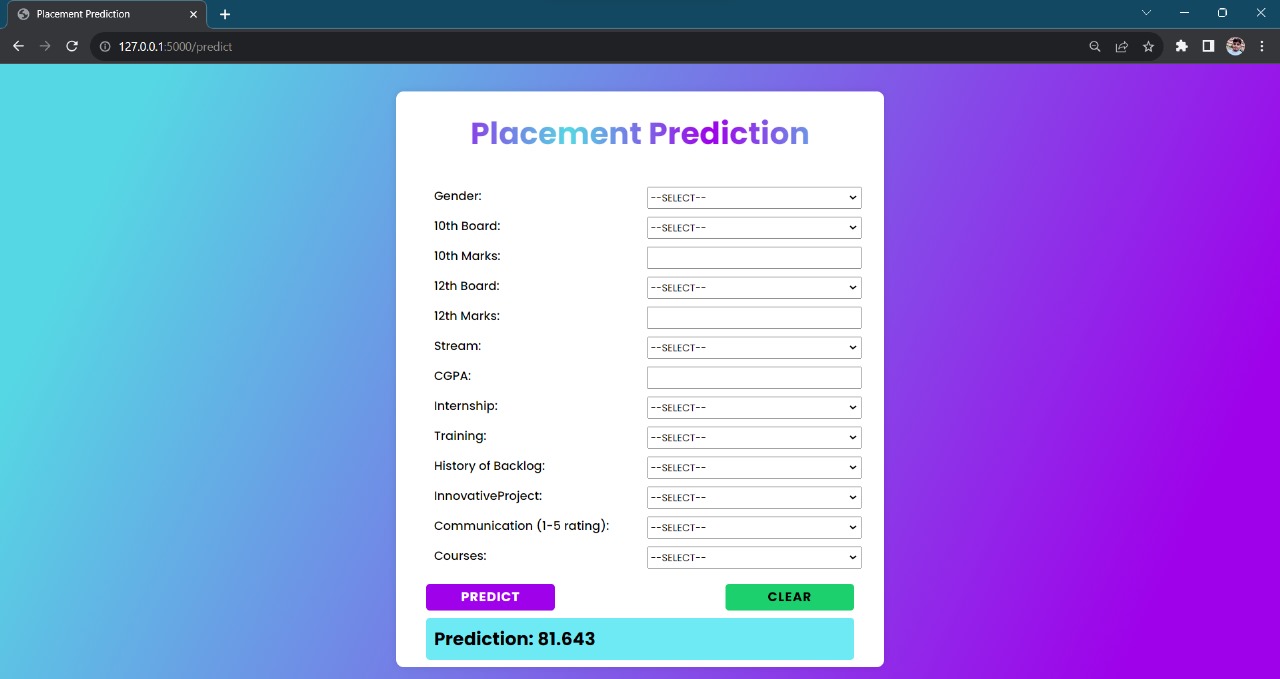 Placement Prediction
127.0.0.1:5000/predict
Placement Prediction
Gender: --SELECT--
10th Board: --SELECT--
10th Marks:
12th Board: --SELECT--
12th Marks:
Stream: --SELECT--
CGPA:
Internship: --SELECT--
Training: --SELECT--
History of Backlog: --SELECT--
InnovativeProject: --SELECT--
Communication (1-5 rating): --SELECT--
Courses: --SELECT--
PREDICT CLEAR
Prediction: 81.643